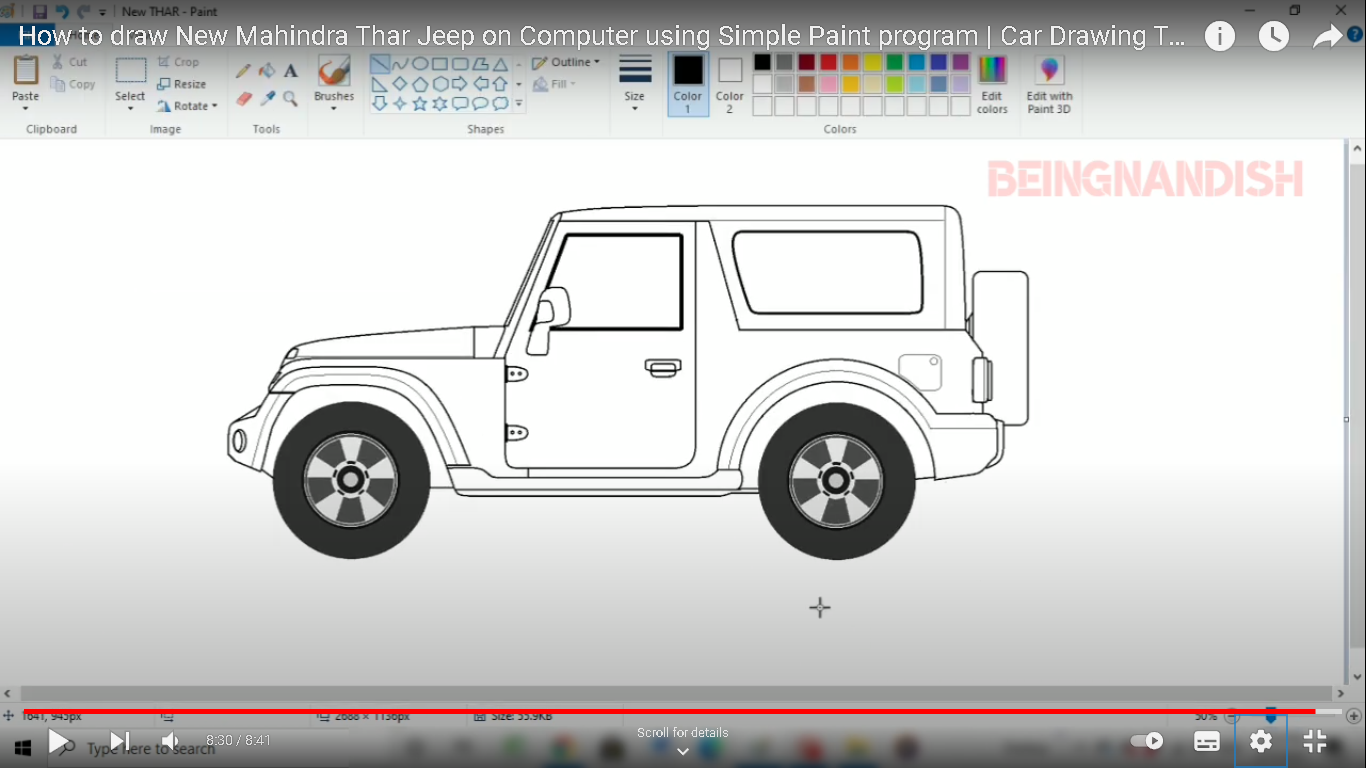 New THAR - Paint
How to draw New Mahindra Thar Jeep on Computer using Simple Paint program | Car Drawing T...
Paste
Cut
Copy
Clipboard
Select
Crop
Resize
Rotate
Image
A
Tools
Brushes
Shapes
Outline
Fill
Size
Color
1
Color
2
Colors
Edit
colors
Edit with
Paint 3D
BEINGNANDISH
1641, 945px
2688 × 1136px
Size: 55.9KB
50%
Type here to search
8:30 / 8:41
Scroll for details